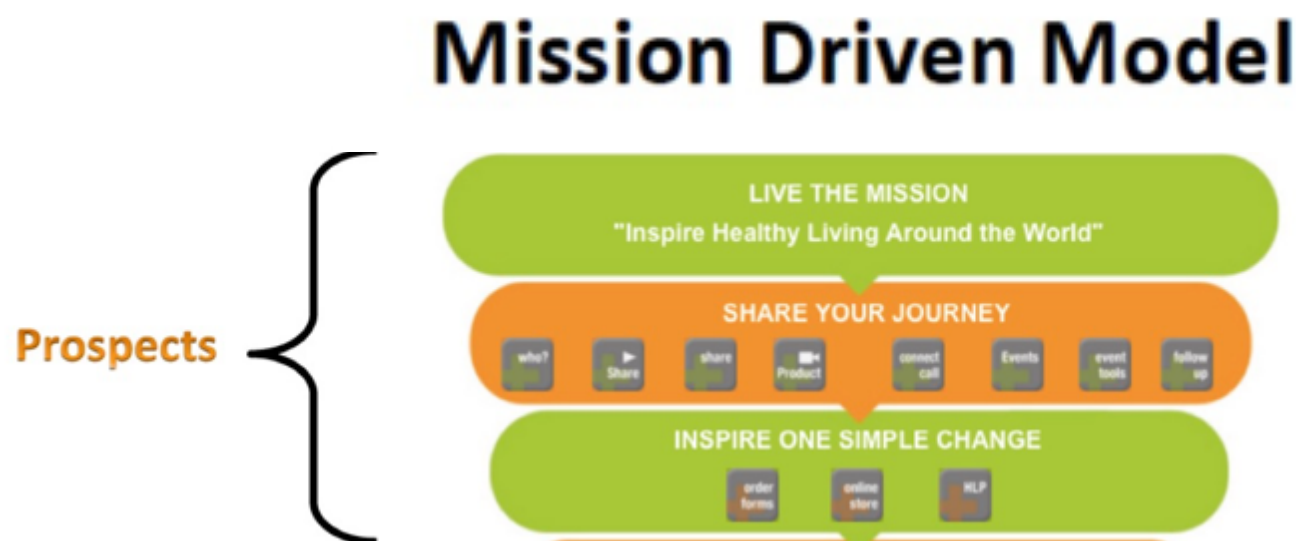 Mission Driven Model
LIVE THE MISSION
"Inspire Healthy Living Around the World"
Prospects
SHARE YOUR JOURNEY
who?
Share
share
Product
connect
call
Events
event
tools
follow
up
INSPIRE ONE SIMPLE CHANGE
order
forms
online
store
HLP